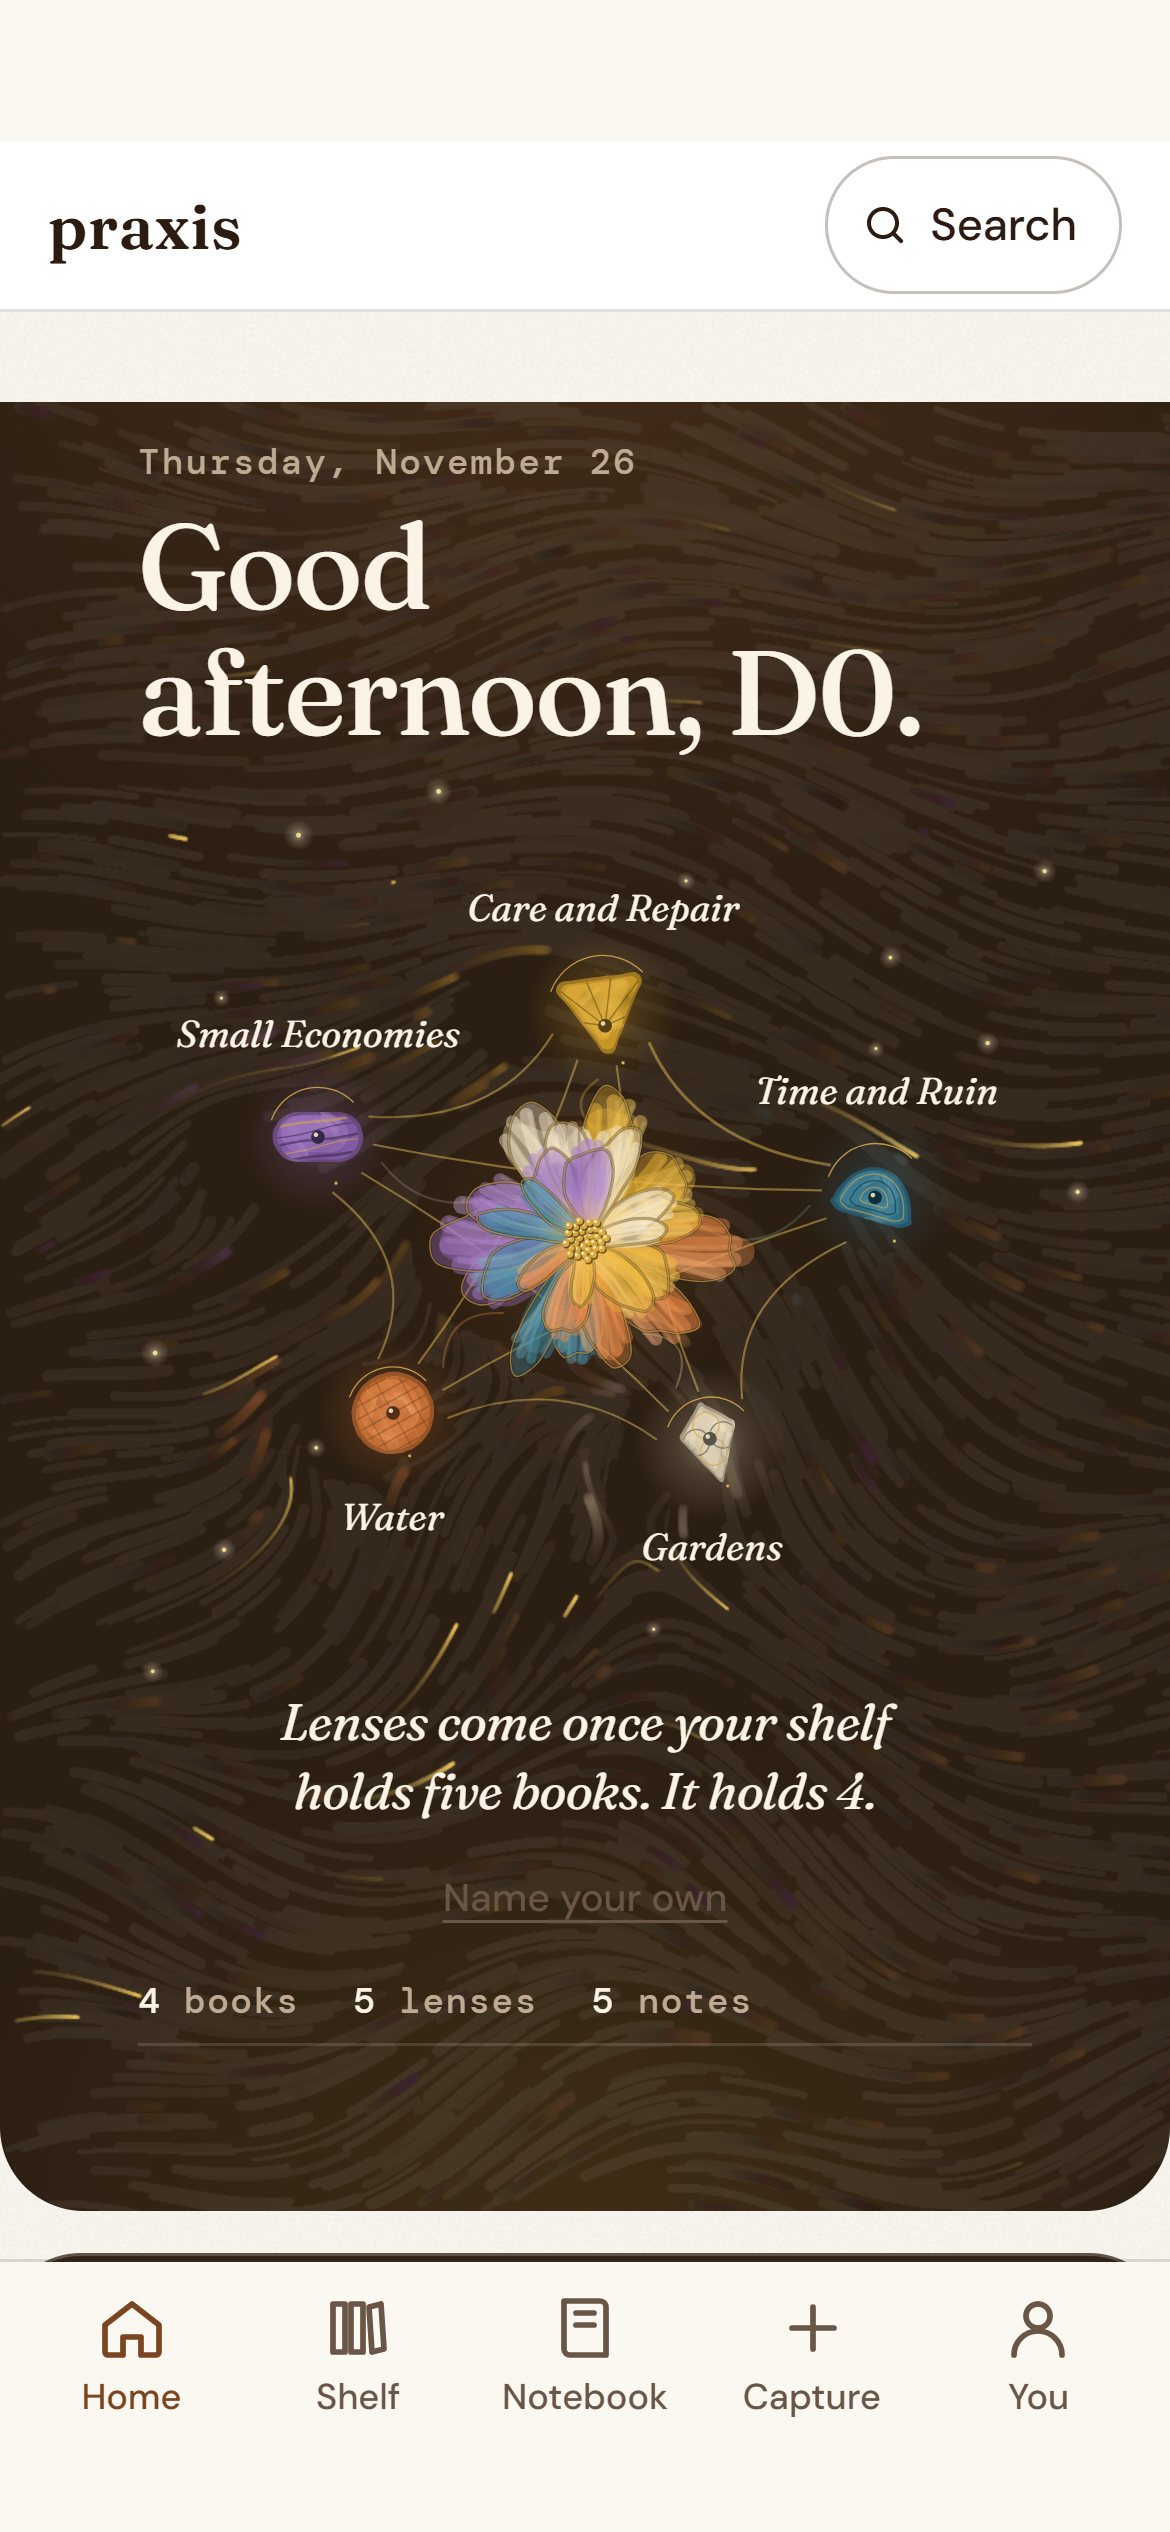 praxis
Search
Thursday, November 26
Good
afternoon, D0.
Care and Repair
Small Economies
Time and Ruin
Water
Gardens
Lenses come once your shelf
holds five books. It holds 4.
Name your own
4 books 5 lenses 5 notes
Home Shelf Notebook Capture You